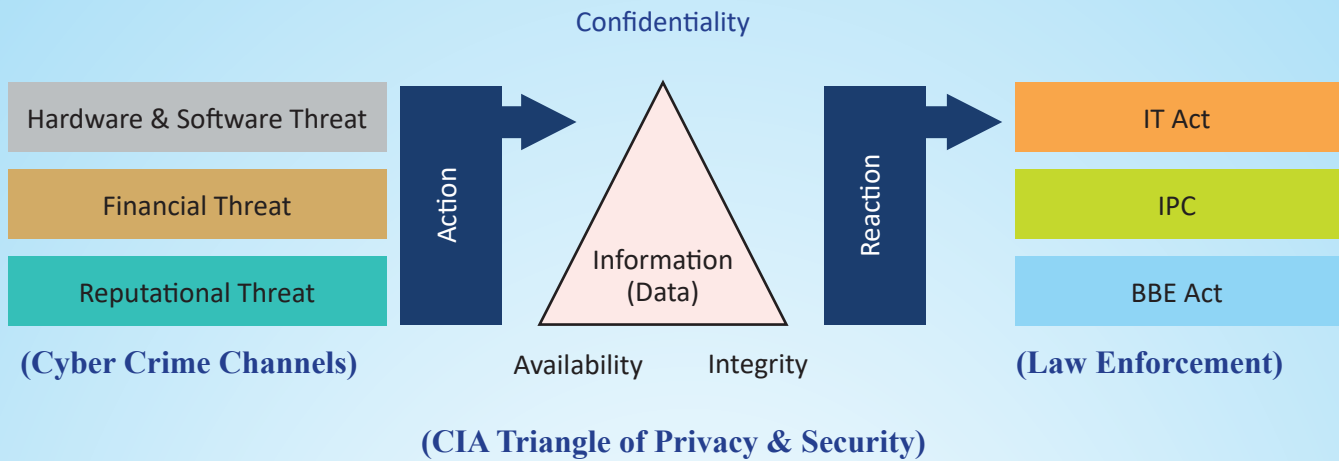 Confidentiality
Hardware & Software Threat
Financial Threat
Reputational Threat
(Cyber Crime Channels)
Action
Information
(Data)
Availability
Integrity
Reaction
IT Act
IPC
BBE Act
(Law Enforcement)
(CIA Triangle of Privacy & Security)